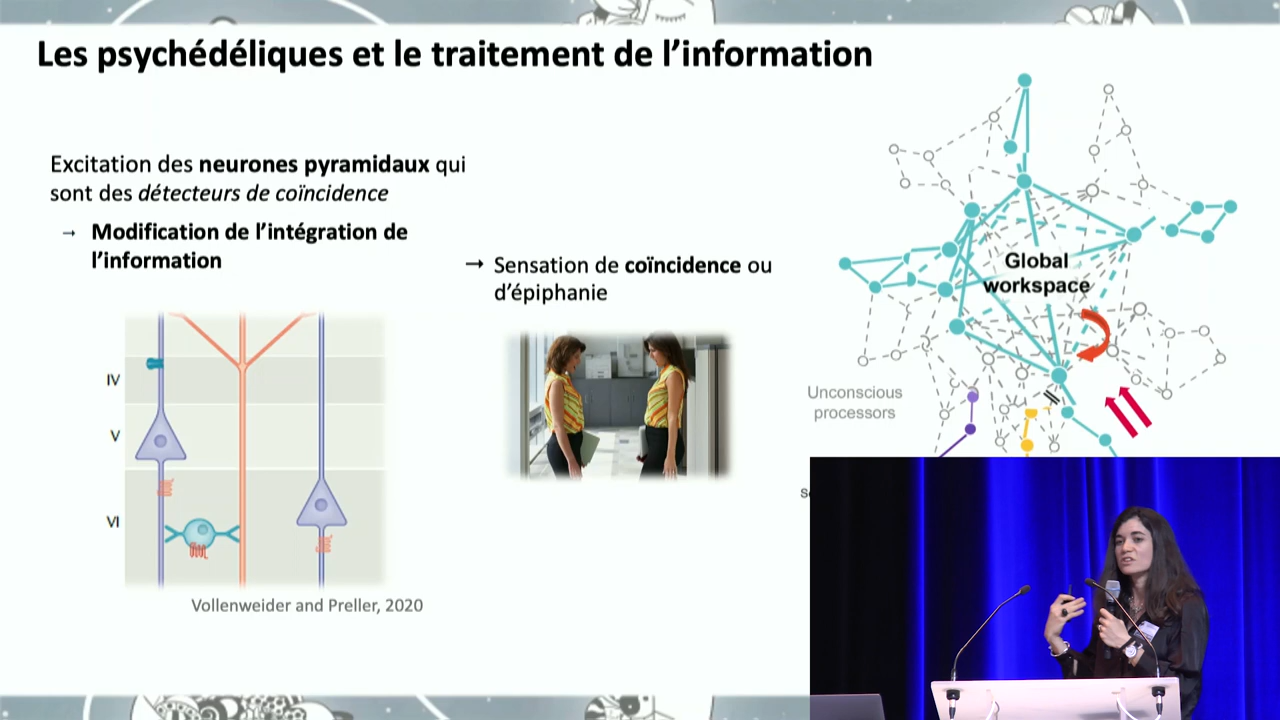 Les psychédéliques et le traitement de l'information
Excitation des neurones pyramidaux qui
sont des détecteurs de coïncidence
→ Modification de l'intégration de
l'information
→ Sensation de coïncidence ou
d'épiphanie
IV
V
VI
Vollenweider and Preller, 2020
Global
workspace
Unconscious
processors